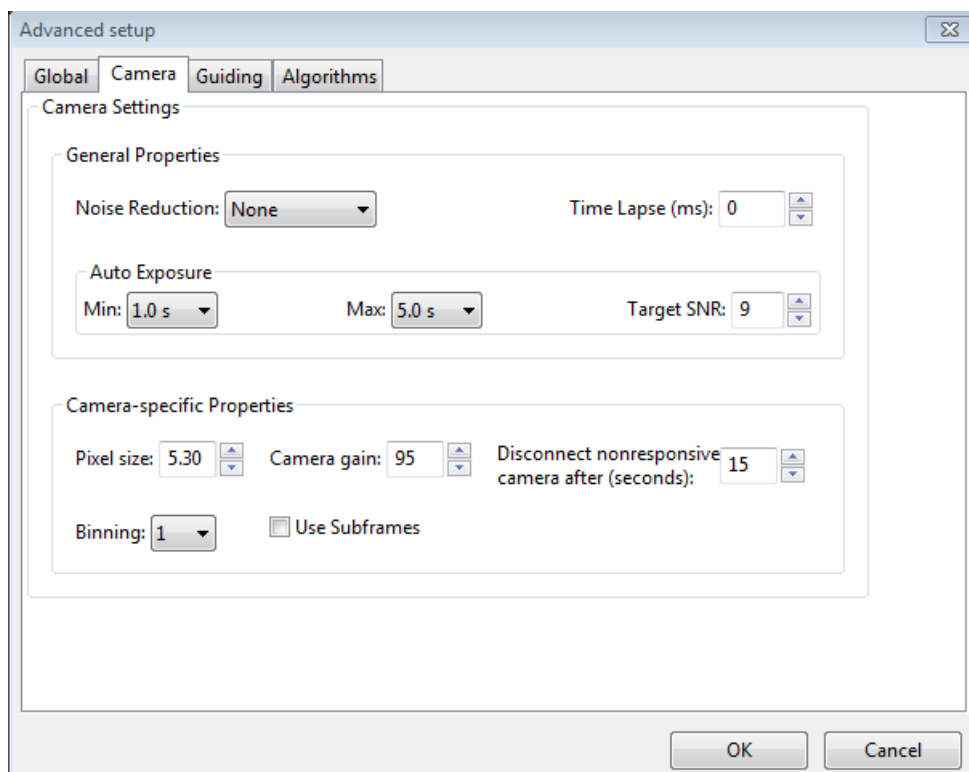 Advanced setup
Global Camera Guiding Algorithms
Camera Settings
General Properties
Noise Reduction: None Time Lapse (ms): 0
Auto Exposure
Min: 1.0 s Max: 5.0 s Target SNR: 9
Camera-specific Properties
Pixel size: 5.30 Camera gain: 95 Disconnect nonresponsive
camera after (seconds): 15
Binning: 1 Use Subframes
OK Cancel